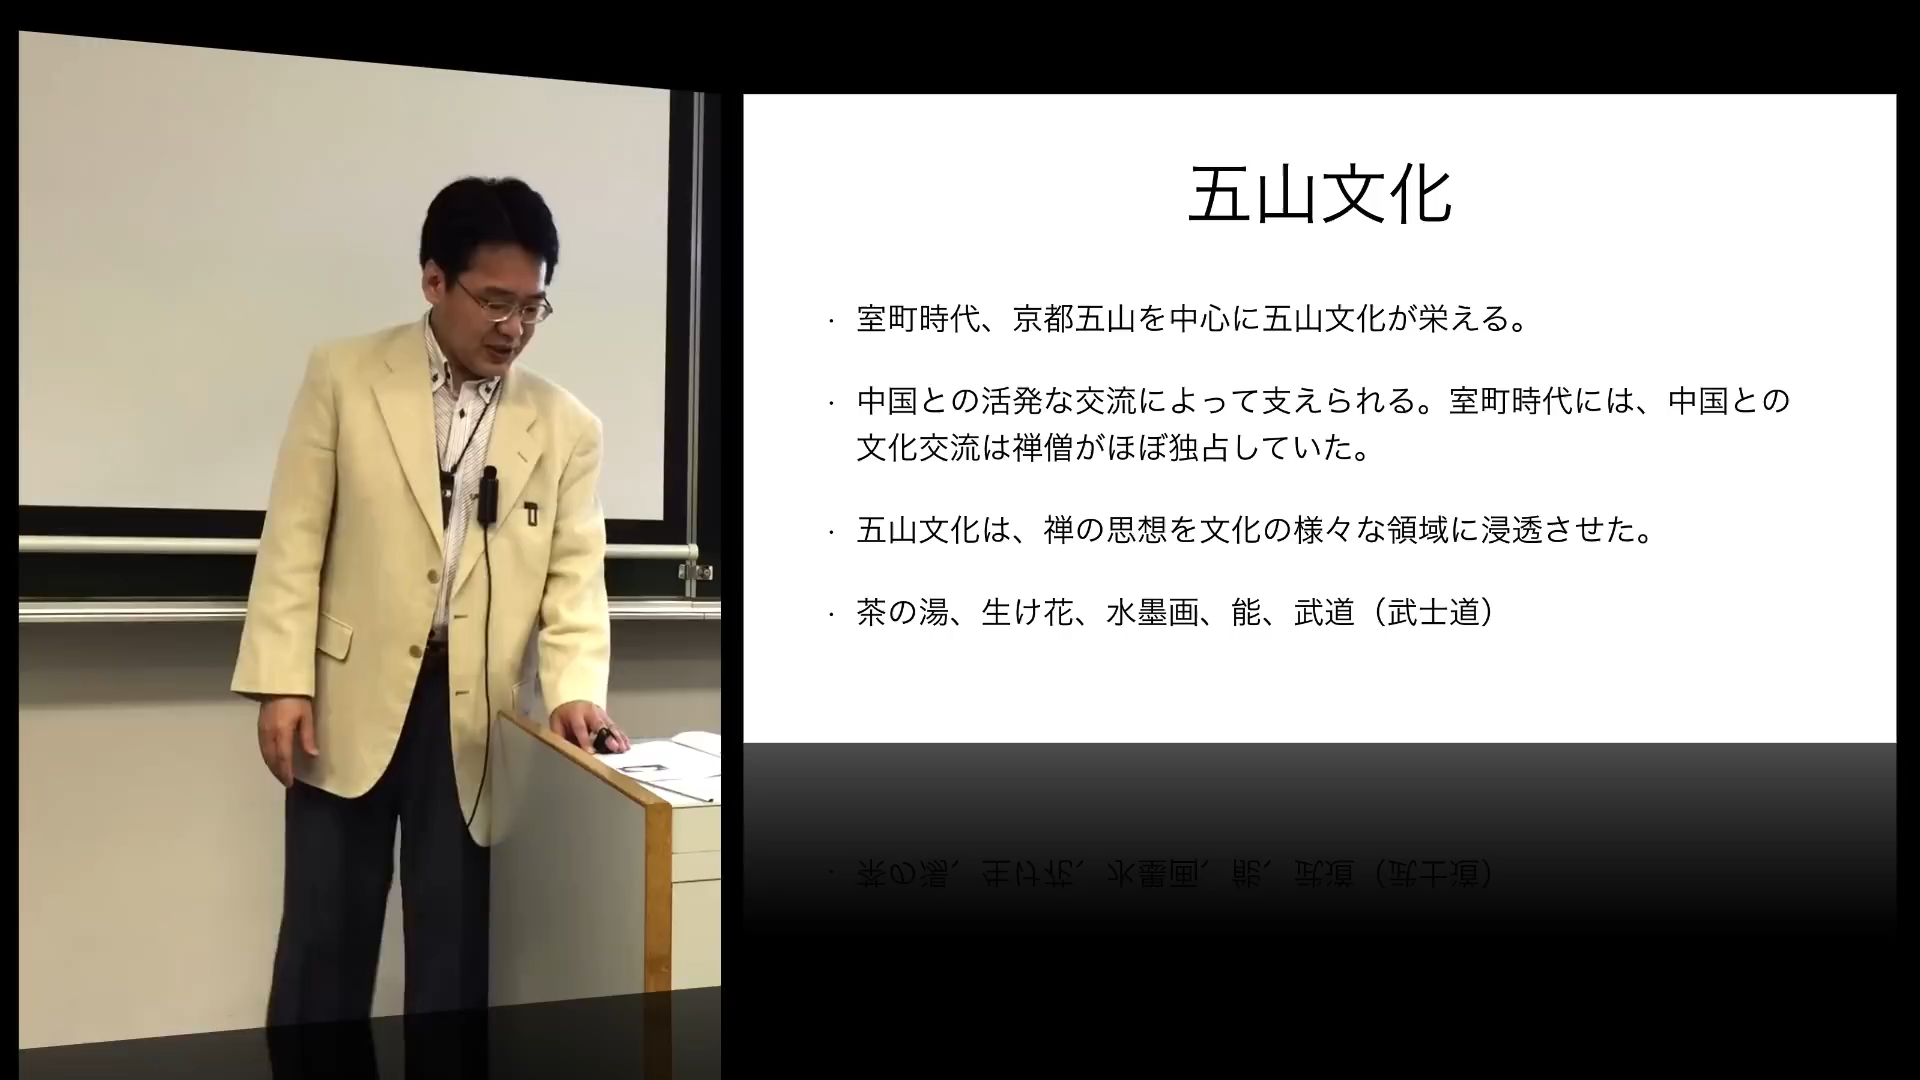 五山文化
・室町時代、京都五山を中心に五山文化が栄える。
・中国との活発な交流によって支えられる。室町時代には、中国との
文化交流は禅僧がほぼ独占していた。
・五山文化は、禅の思想を文化の様々な領域に浸透させた。
・茶の湯、生け花、水墨画、能、武道（武士道）